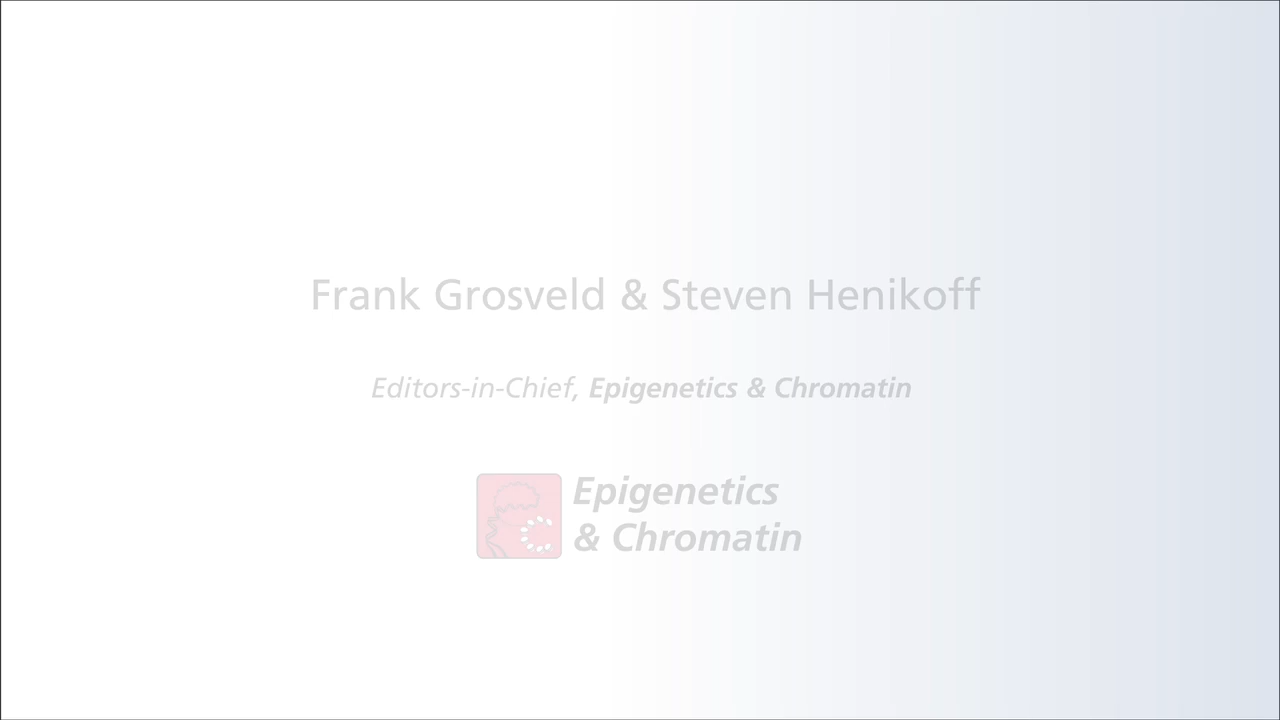 Frank Grosveld & Steven Henikoff
Editors-in-Chief, Epigenetics & Chromatin
Epigenetics
& Chromatin